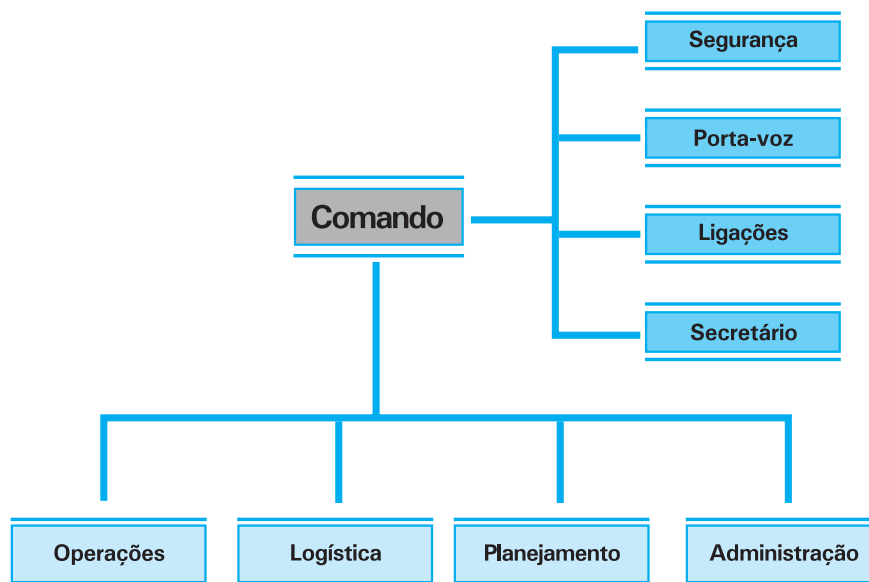 Segurança
Porta-voz
Comando
Ligações
Secretário
Operações
Logística
Planejamento
Administração